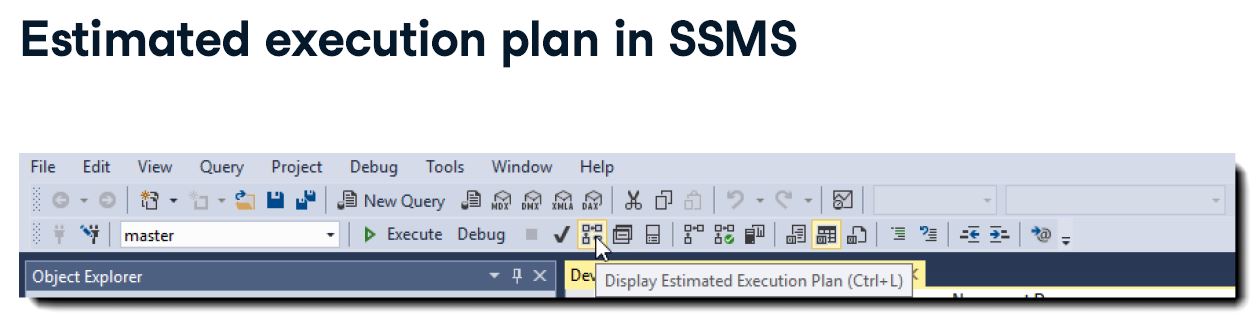 Estimated execution plan in SSMS
File Edit View Query Project Debug Tools Window Help
New Query MDX DMX XMLA DAX
master Execute Debug
Object Explorer
Display Estimated Execution Plan (Ctrl+L)